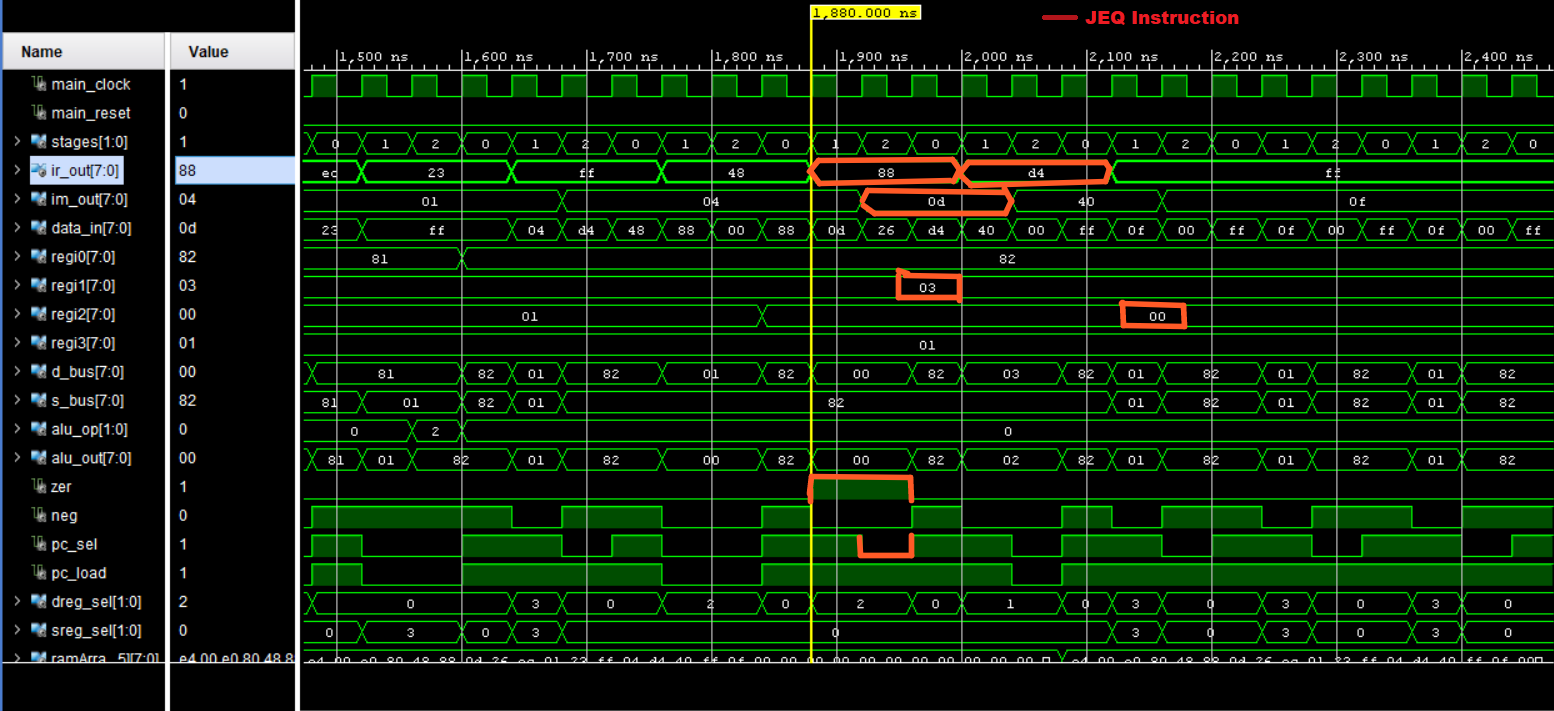 1,880.000 ns
JEQ Instruction
Name Value
1,500 ns 1,600 ns 1,700 ns 1,800 ns 1,900 ns 2,000 ns 2,100 ns 2,200 ns 2,300 ns 2,400 ns
main_clock 1
main_reset 0
stages[1:0] 1 0 1 2 0 1 2 0 1 2 0 1 2 0 1 2 0 1 2 0 1 2 0 1 2 0
ir_out[7:0] 88 ec 23 ff 48 88 d4 ff
im_out[7:0] 04 01 04 0d 40 0f
data_in[7:0] 0d 23 ff 04 d4 48 88 00 88 0d 26 d4 40 00 ff 0f 00 ff 0f 00 ff 0f 00 ff
regi0[7:0] 82 81 82
regi1[7:0] 03 03
regi2[7:0] 00 01 00
regi3[7:0] 01 01
d_bus[7:0] 00 81 82 01 82 01 82 00 82 03 82 01 82 01 82 01 82
s_bus[7:0] 82 81 01 82 01 82 01 82 01 82 01 82
alu_op[1:0] 0 0 2 0
alu_out[7:0] 00 81 01 82 01 82 00 82 00 82 02 82 01 82 01 82 01 82
zer 1
neg 0
pc_sel 1
pc_load 1
dreg_sel[1:0] 2 0 3 0 2 0 2 0 1 0 3 0 3 0 3 0
sreg_sel[1:0] 0 0 3 0 3 0 3 0 3 0 3 0